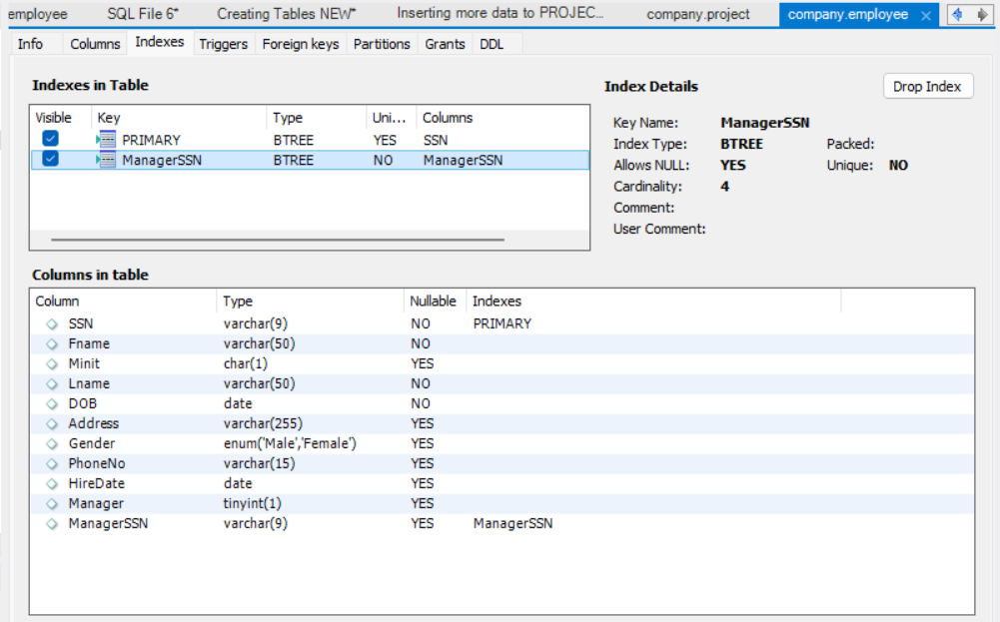 employee SQL File 6* Creating Tables NEW* Inserting more data to PROJEC... company.project company.employee
Info Columns Indexes Triggers Foreign keys Partitions Grants DDL
Indexes in Table
Visible Key Type Uni... Columns
PRIMARY BTREE YES SSN
ManagerSSN BTREE NO ManagerSSN
Index Details Drop Index
Key Name: ManagerSSN
Index Type: BTREE Packed:
Allows NULL: YES Unique: NO
Cardinality: 4
Comment:
User Comment:
Columns in table
Column Type Nullable Indexes
SSN varchar(9) NO PRIMARY
Fname varchar(50) NO
Minit char(1) YES
Lname varchar(50) NO
DOB date NO
Address varchar(255) YES
Gender enum('Male','Female') YES
PhoneNo varchar(15) YES
HireDate date YES
Manager tinyint(1) YES
ManagerSSN varchar(9) YES ManagerSSN